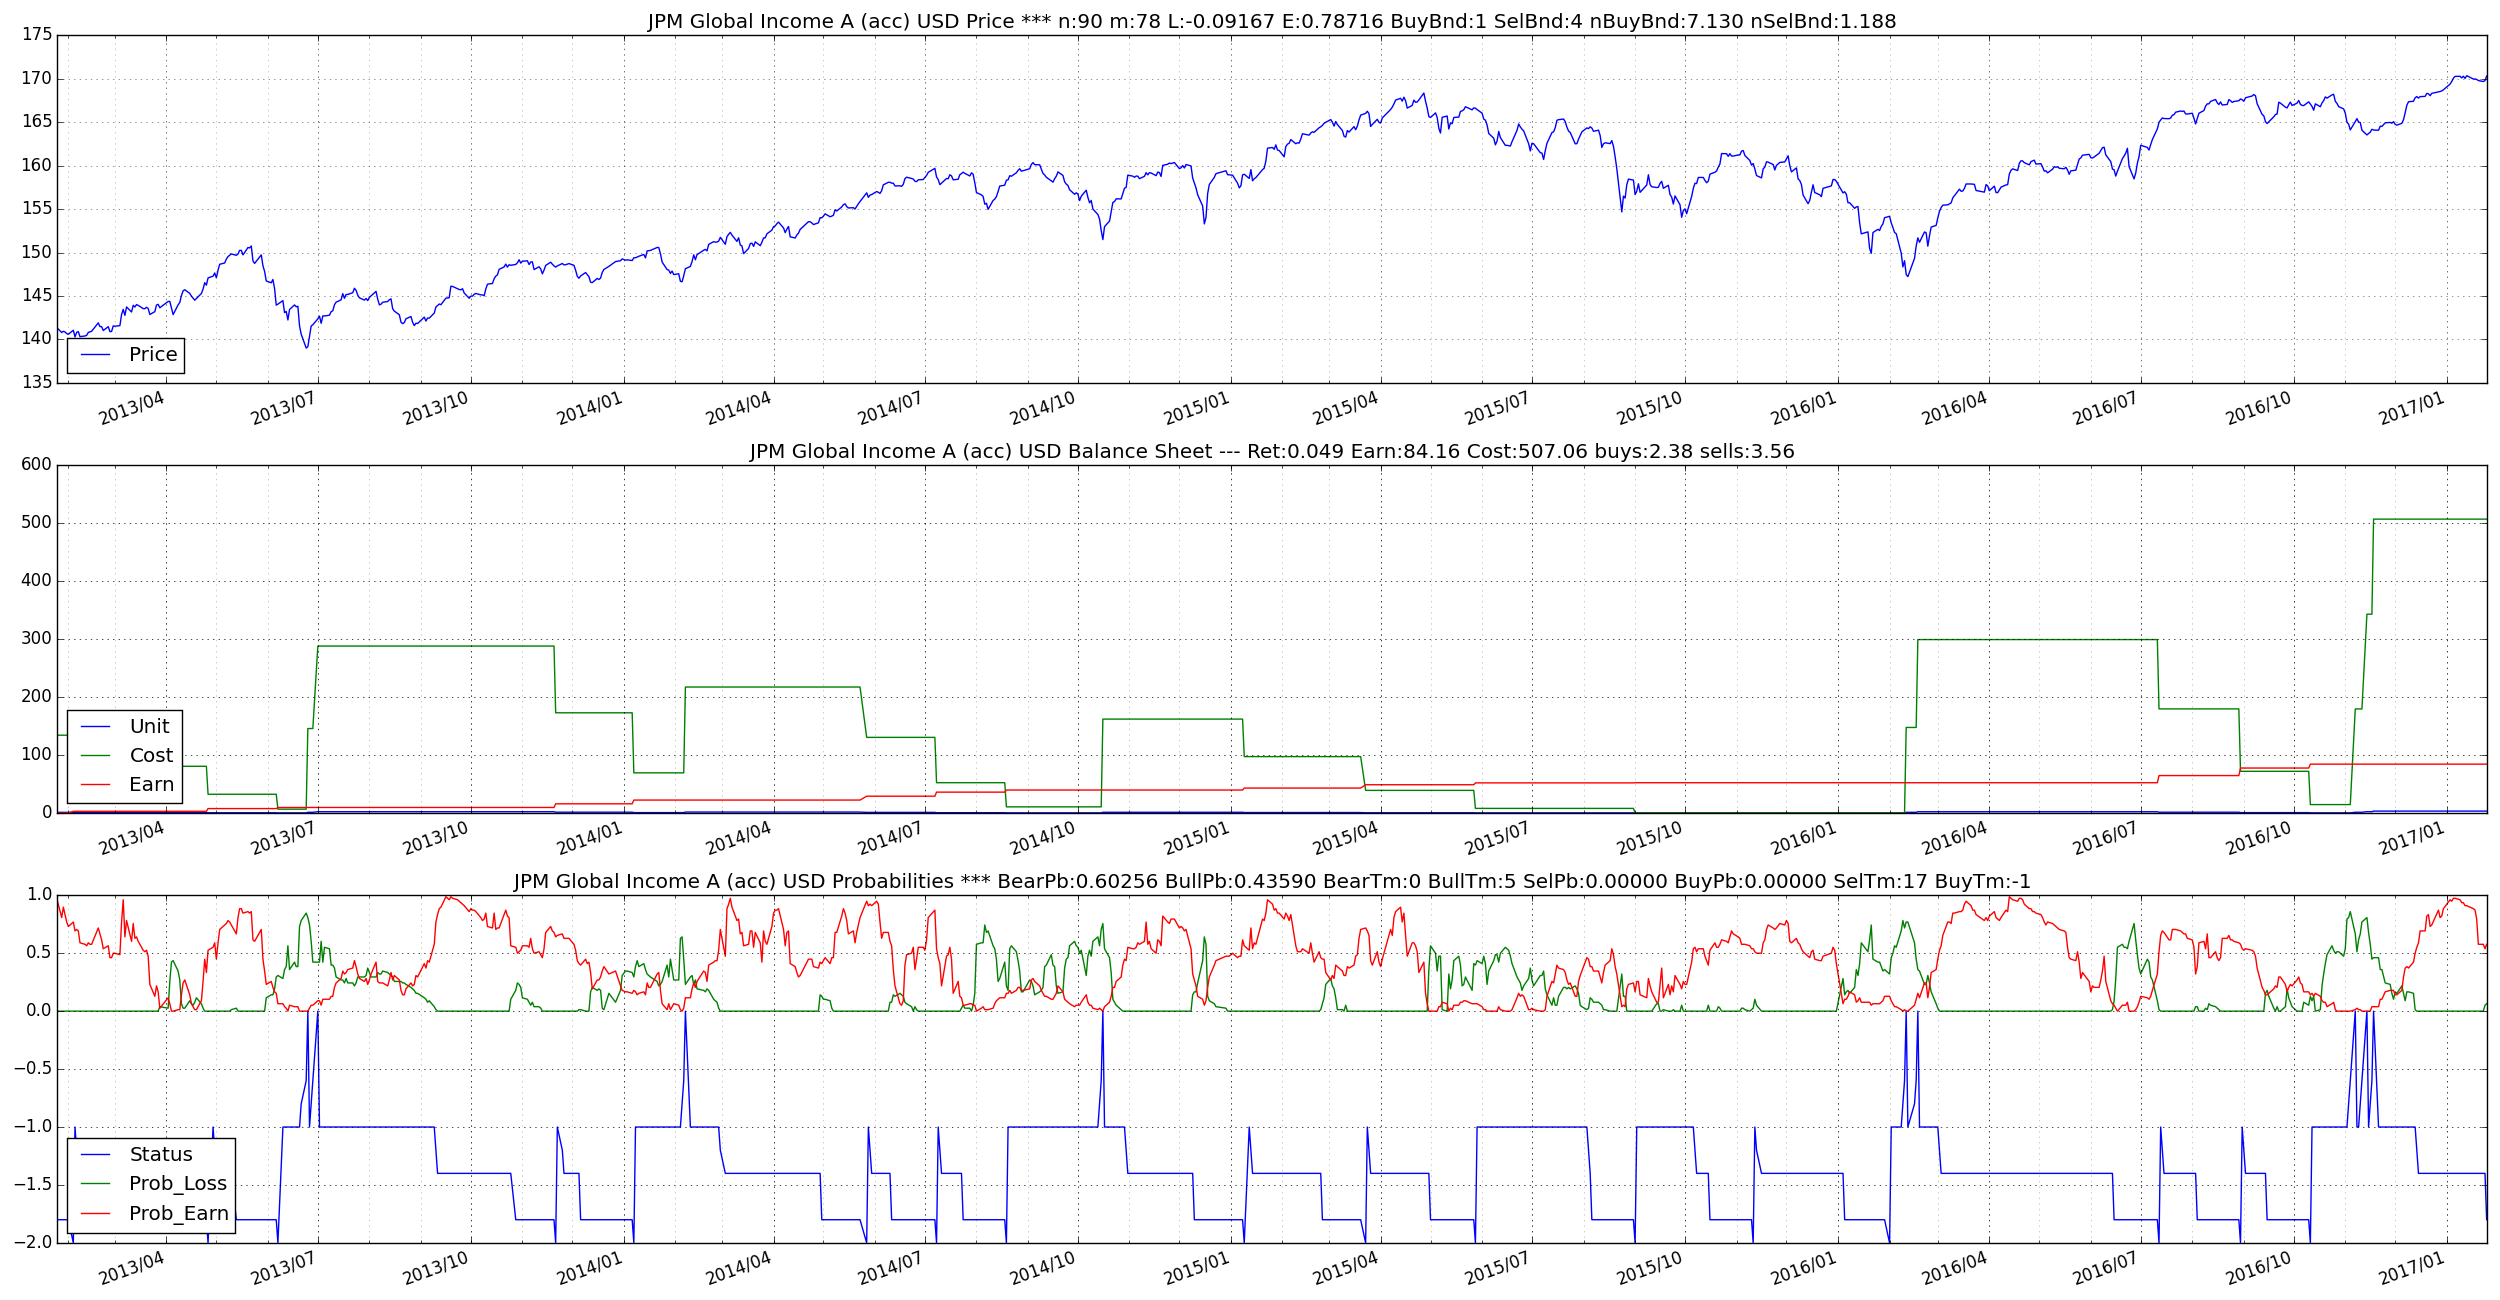 JPM Global Income A (acc) USD Price *** n:90 m:78 L:-0.09167 E:0.78716 BuyBnd:1 SelBnd:4 nBuyBnd:7.130 nSelBnd:1.188
175
170
165
160
155
150
145
140
135
Price
2013/04 2013/07 2013/10 2014/01 2014/04 2014/07 2014/10 2015/01 2015/04 2015/07 2015/10 2016/01 2016/04 2016/07 2016/10 2017/01
JPM Global Income A (acc) USD Balance Sheet --- Ret:0.049 Earn:84.16 Cost:507.06 buys:2.38 sells:3.56
600
500
400
300
200
100
0
Unit
Cost
Earn
2013/04 2013/07 2013/10 2014/01 2014/04 2014/07 2014/10 2015/01 2015/04 2015/07 2015/10 2016/01 2016/04 2016/07 2016/10 2017/01
JPM Global Income A (acc) USD Probabilities *** BearPb:0.60256 BullPb:0.43590 BearTm:0 BullTm:5 SelPb:0.00000 BuyPb:0.00000 SelTm:17 BuyTm:-1
1.0
0.5
0.0
−0.5
−1.0
−1.5
−2.0
Status
Prob_Loss
Prob_Earn
2013/04 2013/07 2013/10 2014/01 2014/04 2014/07 2014/10 2015/01 2015/04 2015/07 2015/10 2016/01 2016/04 2016/07 2016/10 2017/01